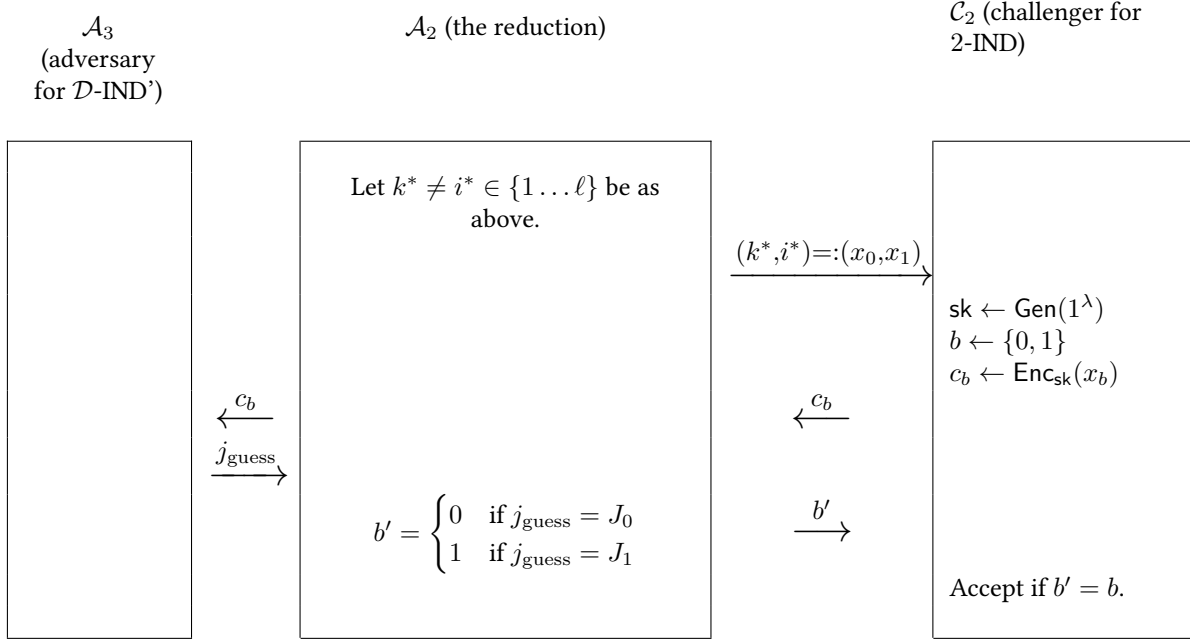 𝒜₃
(adversary
for 𝒟-IND’)
𝒜₂ (the reduction)
𝒞₂ (challenger for
2-IND)
Let k* ≠ i* ∈ {1 … ℓ} be as
above.
(k*,i*)=:(x₀,x₁)
sk ← Gen(1^λ)
b ← {0, 1}
c_b ← Enc_sk(x_b)
c_b
c_b
j_guess
b′ = { 0 if j_guess = J₀
1 if j_guess = J₁
b′
Accept if b′ = b.